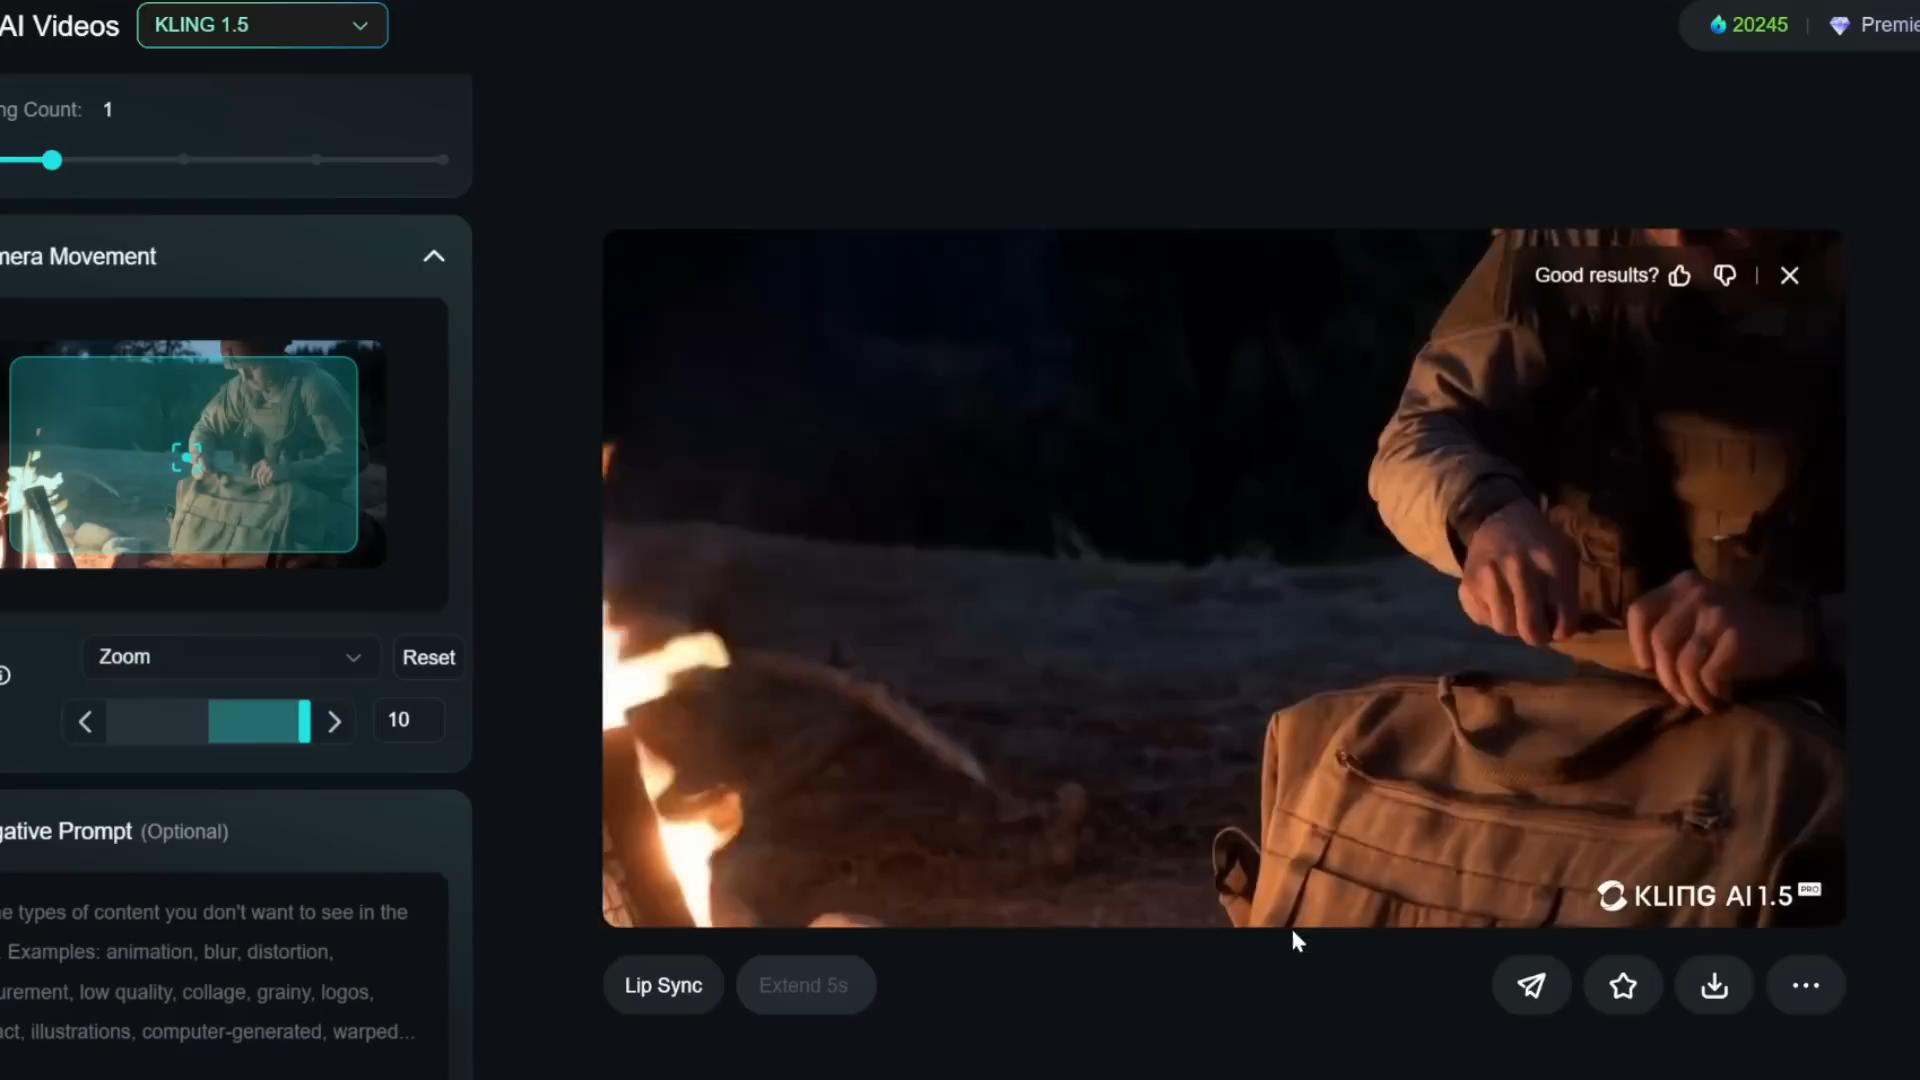 AI Videos
KLING 1.5
20245
Premie
ng Count: 1
Good results?
mera Movement
Zoom
Reset
10
gative Prompt (Optional)
e types of content you don't want to see in the
. Examples: animation, blur, distortion,
urement, low quality, collage, grainy, logos,
act, illustrations, computer-generated, warped...
KLING AI 1.5 PRO
Lip Sync
Extend 5s